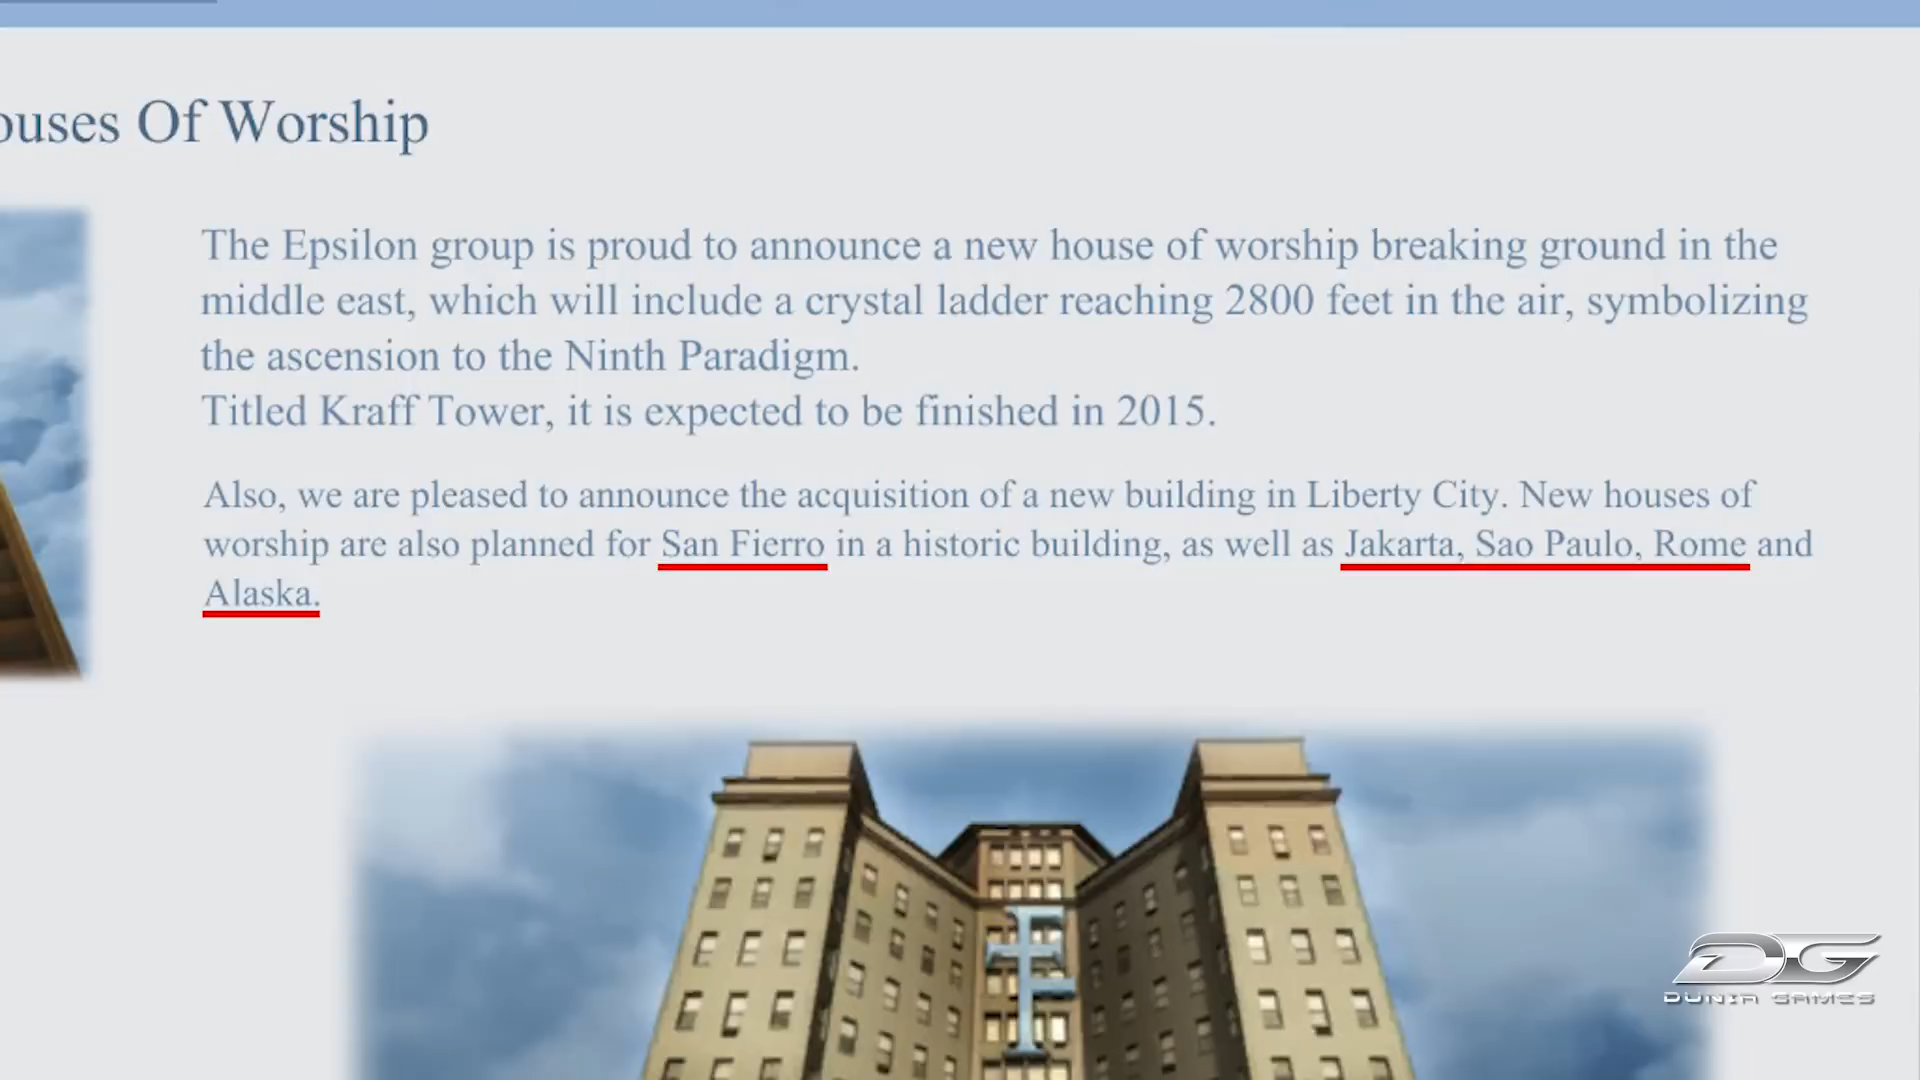 ouses Of Worship
The Epsilon group is proud to announce a new house of worship breaking ground in the
middle east, which will include a crystal ladder reaching 2800 feet in the air, symbolizing
the ascension to the Ninth Paradigm.
Titled Kraff Tower, it is expected to be finished in 2015.
Also, we are pleased to announce the acquisition of a new building in Liberty City. New houses of
worship are also planned for San Fierro in a historic building, as well as Jakarta, Sao Paulo, Rome and
Alaska.
DG
DUNIA GAMES